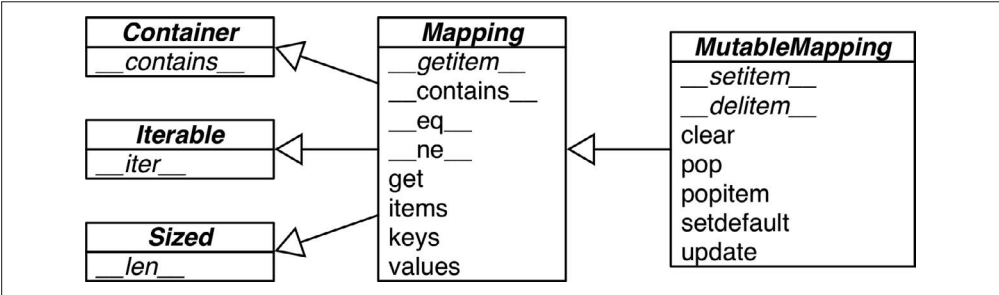 Container
__contains__
Iterable
__iter__
Sized
__len__
Mapping
__getitem__
__contains__
__eq__
__ne__
get
items
keys
values
MutableMapping
__setitem__
__delitem__
clear
pop
popitem
setdefault
update